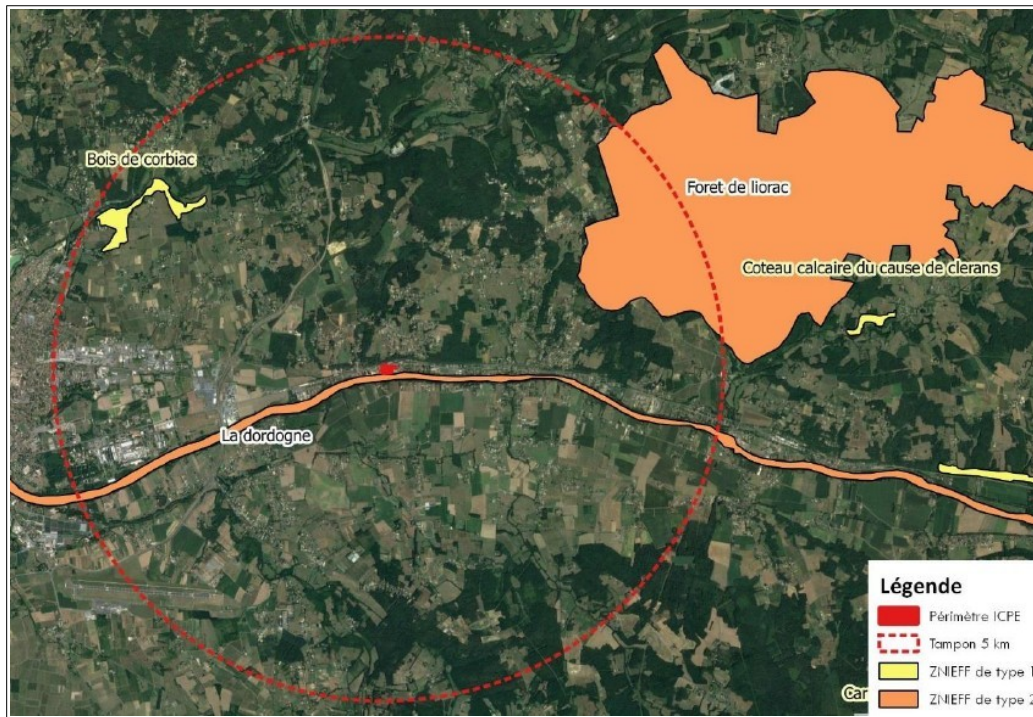 Bois de corbiac
Foret de liorac
Coteau calcaire du cause de clerans
La dordogne
Légende
Périmètre ICPE
Tampon 5 km
ZNIEFF de type 1
ZNIEFF de type 2
Car